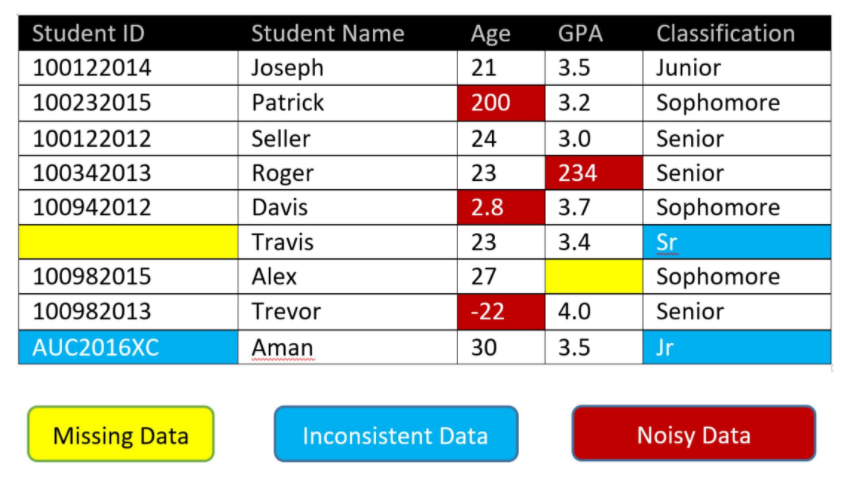 Student ID Student Name Age GPA Classification
100122014 Joseph 21 3.5 Junior
100232015 Patrick 200 3.2 Sophomore
100122012 Seller 24 3.0 Senior
100342013 Roger 23 234 Senior
100942012 Davis 2.8 3.7 Sophomore
Travis 23 3.4 Sr
100982015 Alex 27 Sophomore
100982013 Trevor -22 4.0 Senior
AUC2016XC Aman 30 3.5 Jr
Missing Data Inconsistent Data Noisy Data